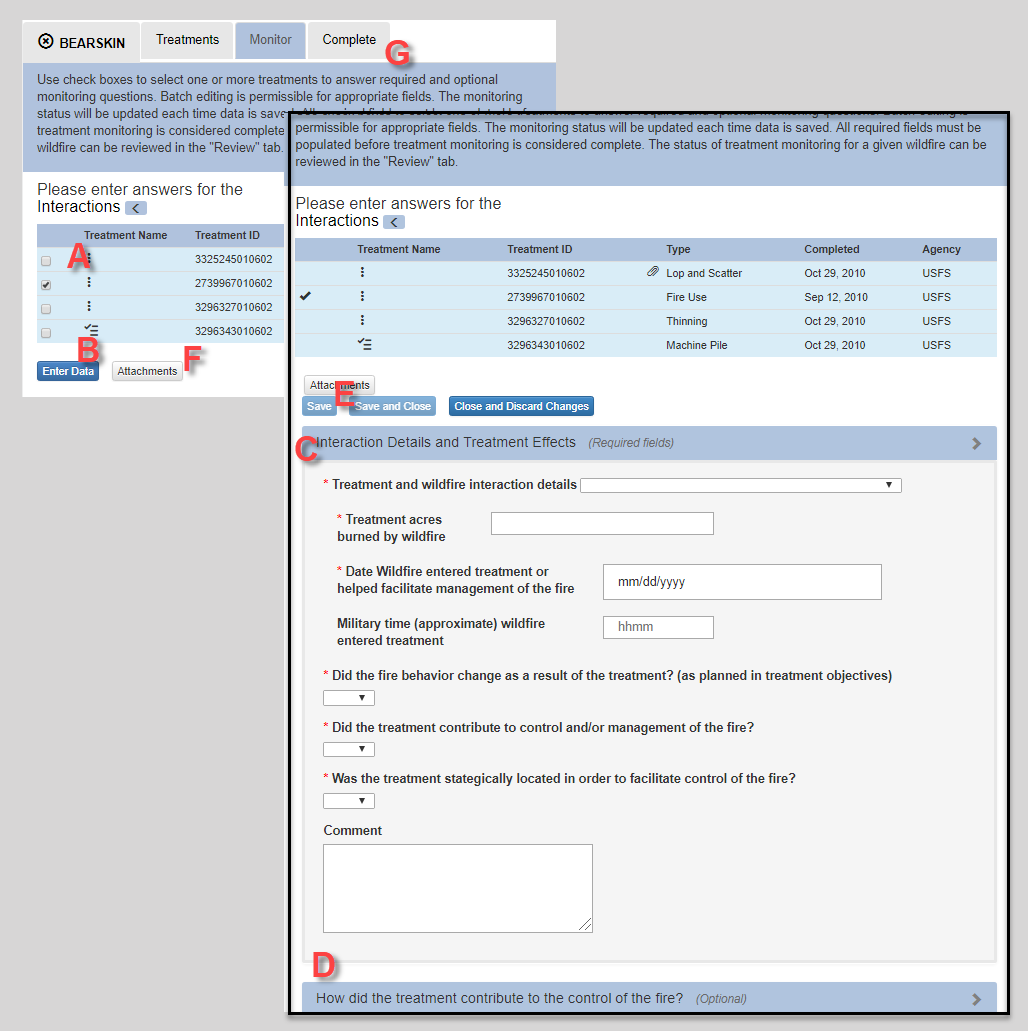 BEARSKIN Treatments Monitor Complete
G
Use check boxes to select one or more treatments to answer required and optional
monitoring questions. Batch editing is permissible for appropriate fields. The monitoring
status will be updated each time data is save
treatment monitoring is considered complete
wildfire can be reviewed in the "Review" tab.
Please enter answers for the
Interactions <
Treatment Name Treatment ID
A
3325245010602
2739967010602
3296327010602
3296343010602
B
F
Enter Data Attachments
permissible for appropriate fields. The monitoring status will be updated each time data is saved. All required fields must be
populated before treatment monitoring is considered complete. The status of treatment monitoring for a given wildfire can be
reviewed in the "Review" tab.
Please enter answers for the
Interactions <
Treatment Name Treatment ID Type Completed Agency
3325245010602 Lop and Scatter Oct 29, 2010 USFS
2739967010602 Fire Use Sep 12, 2010 USFS
3296327010602 Thinning Oct 29, 2010 USFS
3296343010602 Machine Pile Oct 29, 2010 USFS
Attachments
E
Save Save and Close Close and Discard Changes
C
Interaction Details and Treatment Effects (Required fields)
* Treatment and wildfire interaction details
* Treatment acres
burned by wildfire
* Date Wildfire entered treatment or
helped facilitate management of the fire
mm/dd/yyyy
Military time (approximate) wildfire
entered treatment
hhmm
* Did the fire behavior change as a result of the treatment? (as planned in treatment objectives)
* Did the treatment contribute to control and/or management of the fire?
* Was the treatment stategically located in order to facilitate control of the fire?
Comment
D
How did the treatment contribute to the control of the fire? (Optional)